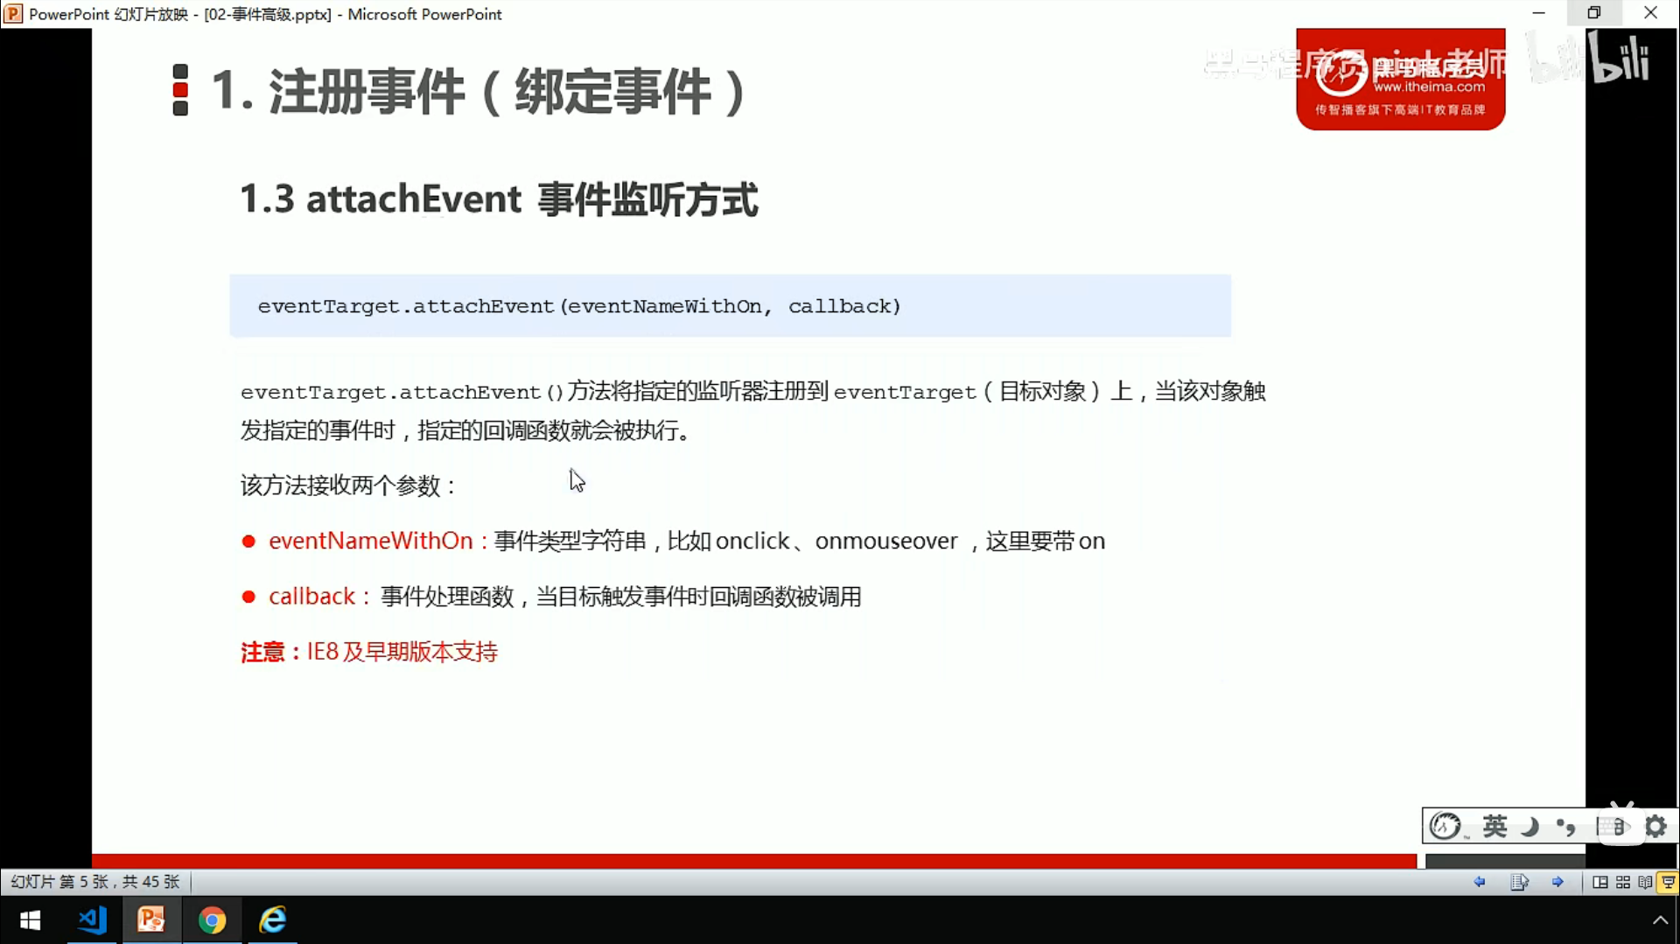 PowerPoint 幻灯片放映 - [02-事件高级.pptx] - Microsoft PowerPoint
黑马程序员pink老师
bilibili
www.itheima.com
传智播客旗下高端IT教育品牌
1. 注册事件（绑定事件）
1.3 attachEvent 事件监听方式
eventTarget.attachEvent(eventNameWithOn, callback)
eventTarget.attachEvent()方法将指定的监听器注册到 eventTarget（目标对象）上，当该对象触
发指定的事件时，指定的回调函数就会被执行。
该方法接收两个参数：
eventNameWithOn：事件类型字符串，比如 onclick、onmouseover ，这里要带 on
callback： 事件处理函数，当目标触发事件时回调函数被调用
注意：IE8 及早期版本支持
英
幻灯片 第 5 张，共 45 张